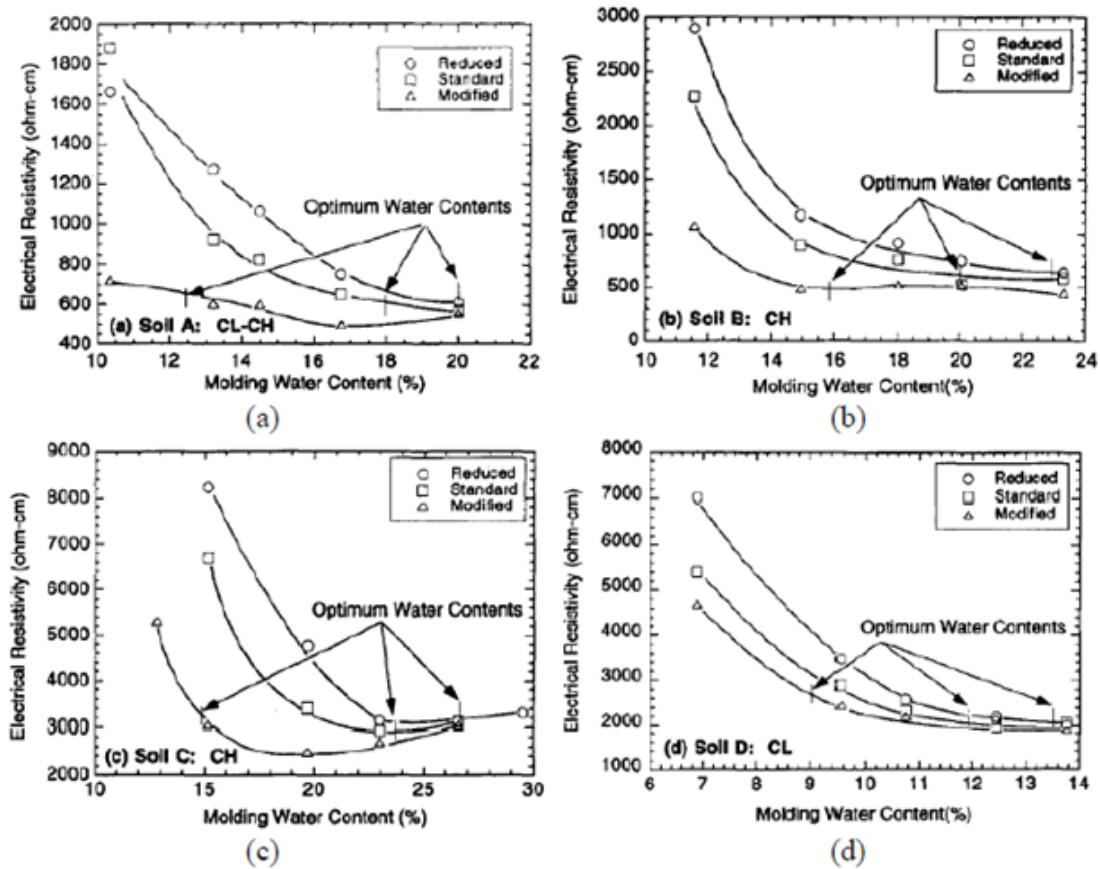 2000
1800
1600
1400
1200
1000
800
600
400
10 12 14 16 18 20 22
Electrical Resistivity (ohm-cm)
Reduced
Standard
Modified
Optimum Water Contents
(a) Soil A: CL-CH
Molding Water Content (%)
(a)
3000
2500
2000
1500
1000
500
0
10 12 14 16 18 20 22 24
Electrical Resistivity (ohm-cm)
Reduced
Standard
Modified
Optimum Water Contents
(b) Soil B: CH
Molding Water Content(%)
(b)
9000
8000
7000
6000
5000
4000
3000
2000
10 15 20 25 30
Electrical Resistivity (ohm-cm)
Reduced
Standard
Modified
Optimum Water Contents
(c) Soil C: CH
Molding Water Content (%)
(c)
8000
7000
6000
5000
4000
3000
2000
1000
6 7 8 9 10 11 12 13 14
Electrical Resistivity (ohm-cm)
Reduced
Standard
Modified
Optimum Water Contents
(d) Soil D: CL
Molding Water Content(%)
(d)